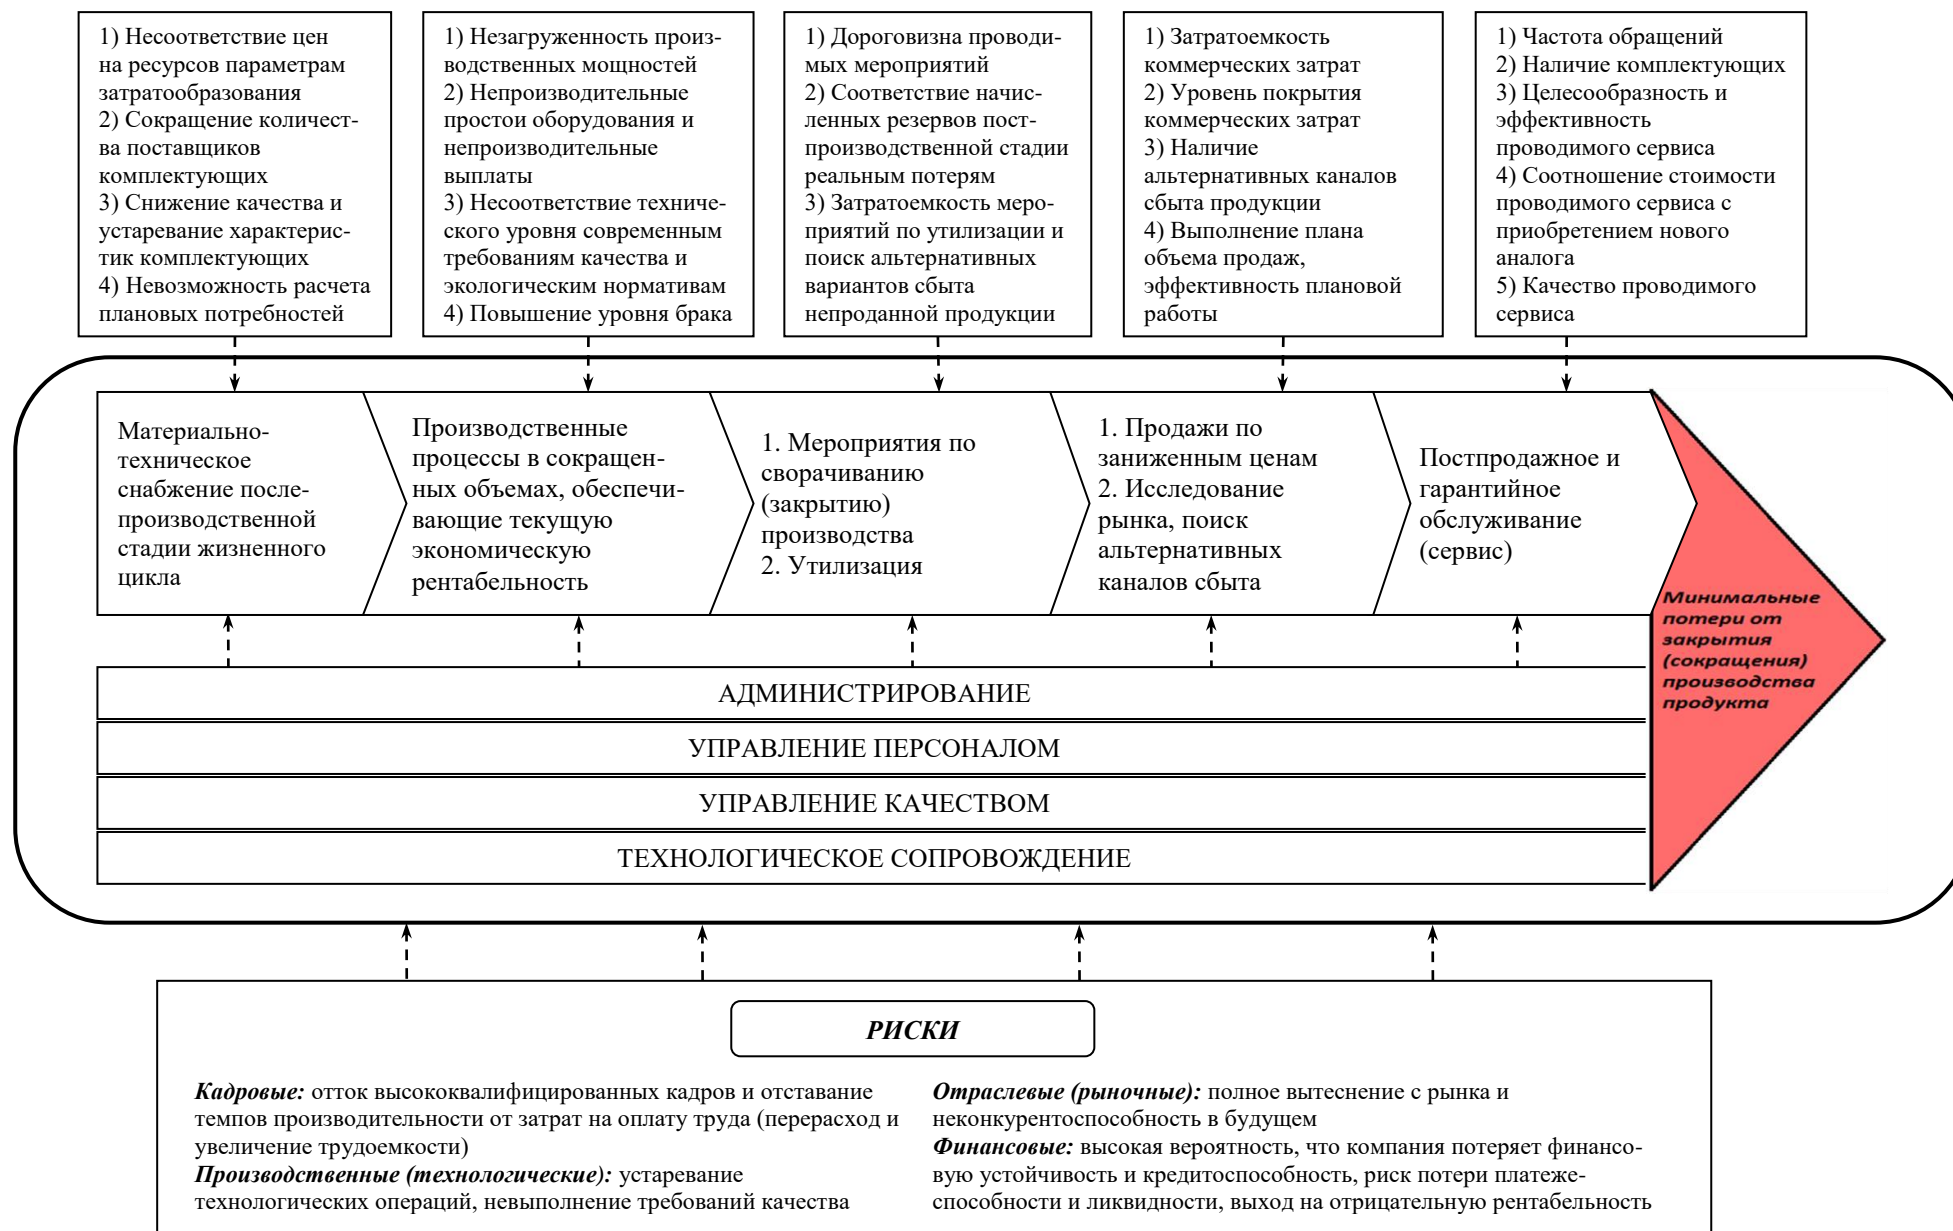 1) Несоответствие цен
на ресурсов параметрам
затратообразования
2) Сокращение количест-
ва поставщиков
комплектующих
3) Снижение качества и
устаревание характерис-
тик комплектующих
4) Невозможность расчета
плановых потребностей
1) Незагруженность произ-
водственных мощностей
2) Непроизводительные
простои оборудования и
непроизводительные
выплаты
3) Несоответствие техниче-
ского уровня современным
требованиям качества и
экологическим нормативам
4) Повышение уровня брака
1) Дороговизна проводи-
мых мероприятий
2) Соответствие начис-
ленных резервов пост-
производственной стадии
реальным потерям
3) Затратоемкость меро-
приятий по утилизации и
поиск альтернативных
вариантов сбыта
непроданной продукции
1) Затратоемкость
коммерческих затрат
2) Уровень покрытия
коммерческих затрат
3) Наличие
альтернативных каналов
сбыта продукции
4) Выполнение плана
объема продаж,
эффективность плановой
работы
1) Частота обращений
2) Наличие комплектующих
3) Целесообразность и
эффективность
проводимого сервиса
4) Соотношение стоимости
проводимого сервиса с
приобретением нового
аналога
5) Качество проводимого
сервиса
Материально-
техническое
снабжение после-
производственной
стадии жизненного
цикла
Производственные
процессы в сокращен-
ных объемах, обеспечи-
вающие текущую
экономическую
рентабельность
1. Мероприятия по
сворачиванию
(закрытию)
производства
2. Утилизация
1. Продажи по
заниженным ценам
2. Исследование
рынка, поиск
альтернативных
каналов сбыта
Постпродажное и
гарантийное
обслуживание
(сервис)
Минимальные
потери от
закрытия
(сокращения)
производства
продукта
АДМИНИСТРИРОВАНИЕ
УПРАВЛЕНИЕ ПЕРСОНАЛОМ
УПРАВЛЕНИЕ КАЧЕСТВОМ
ТЕХНОЛОГИЧЕСКОЕ СОПРОВОЖДЕНИЕ
РИСКИ
Кадровые: отток высококвалифицированных кадров и отставание
темпов производительности от затрат на оплату труда (перерасход и
увеличение трудоемкости)
Производственные (технологические): устаревание
технологических операций, невыполнение требований качества
Отраслевые (рыночные): полное вытеснение с рынка и
неконкурентоспособность в будущем
Финансовые: высокая вероятность, что компания потеряет финансо-
вую устойчивость и кредитоспособность, риск потери платеже-
способности и ликвидности, выход на отрицательную рентабельность